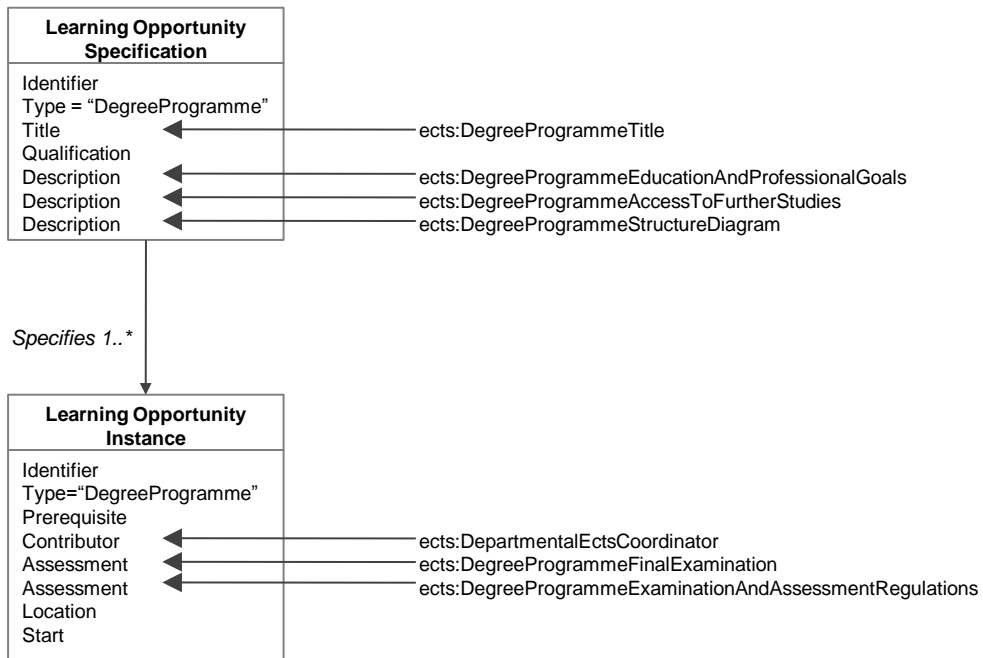 Learning Opportunity
Specification
Identifier
Type = “DegreeProgramme”
Title
ects:DegreeProgrammeTitle
Qualification
Description
ects:DegreeProgrammeEducationAndProfessionalGoals
Description
ects:DegreeProgrammeAccessToFurtherStudies
Description
ects:DegreeProgrammeStructureDiagram
Specifies 1..*
Learning Opportunity
Instance
Identifier
Type=“DegreeProgramme”
Prerequisite
Contributor
ects:DepartmentalEctsCoordinator
Assessment
ects:DegreeProgrammeFinalExamination
Assessment
ects:DegreeProgrammeExaminationAndAssessmentRegulations
Location
Start